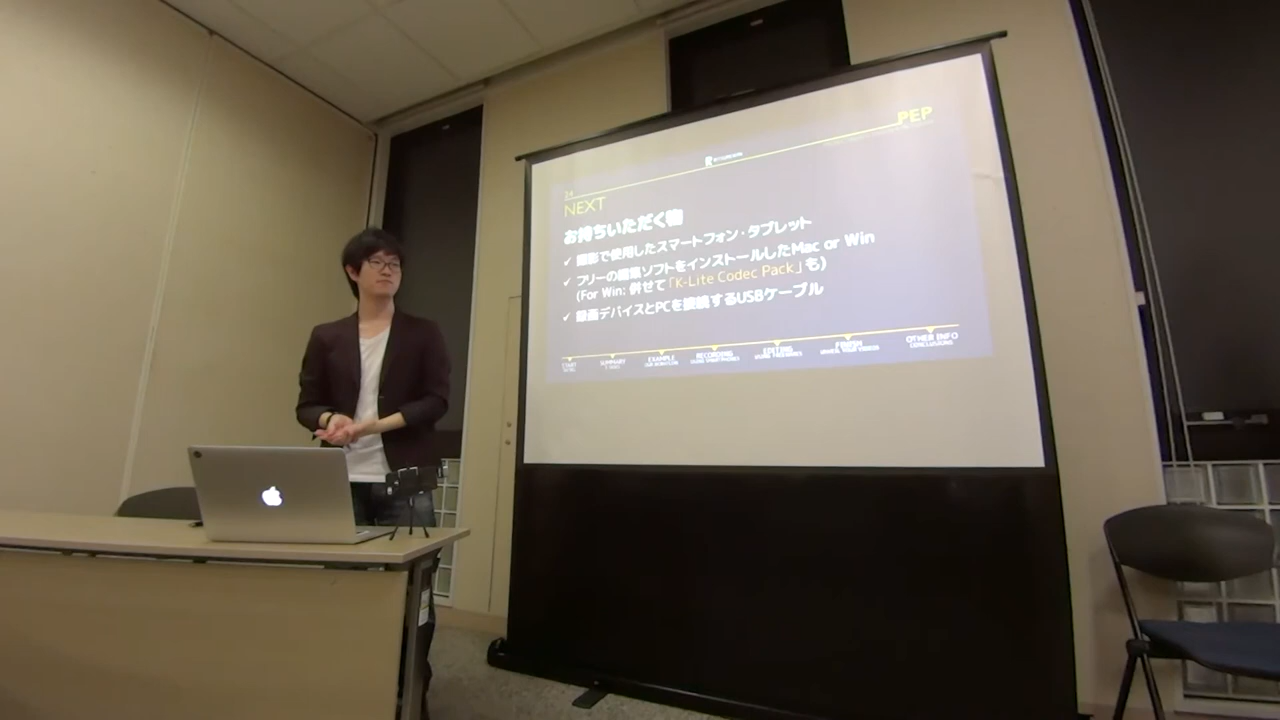 PEP
24
NEXT
お持ちいただく物
✓ 撮影で使用したスマートフォン・タブレット
✓ フリーの編集ソフトをインストールしたMac or Win
(For Win: 併せて「K-Lite Codec Pack」も)
✓ 録画デバイスとPCを接続するUSBケーブル
START
SUMMARY
EXAMPLE
RECORDING
USING SMARTPHONES
EDITING
FINISH
OTHER INFO
CONCLUSIONS